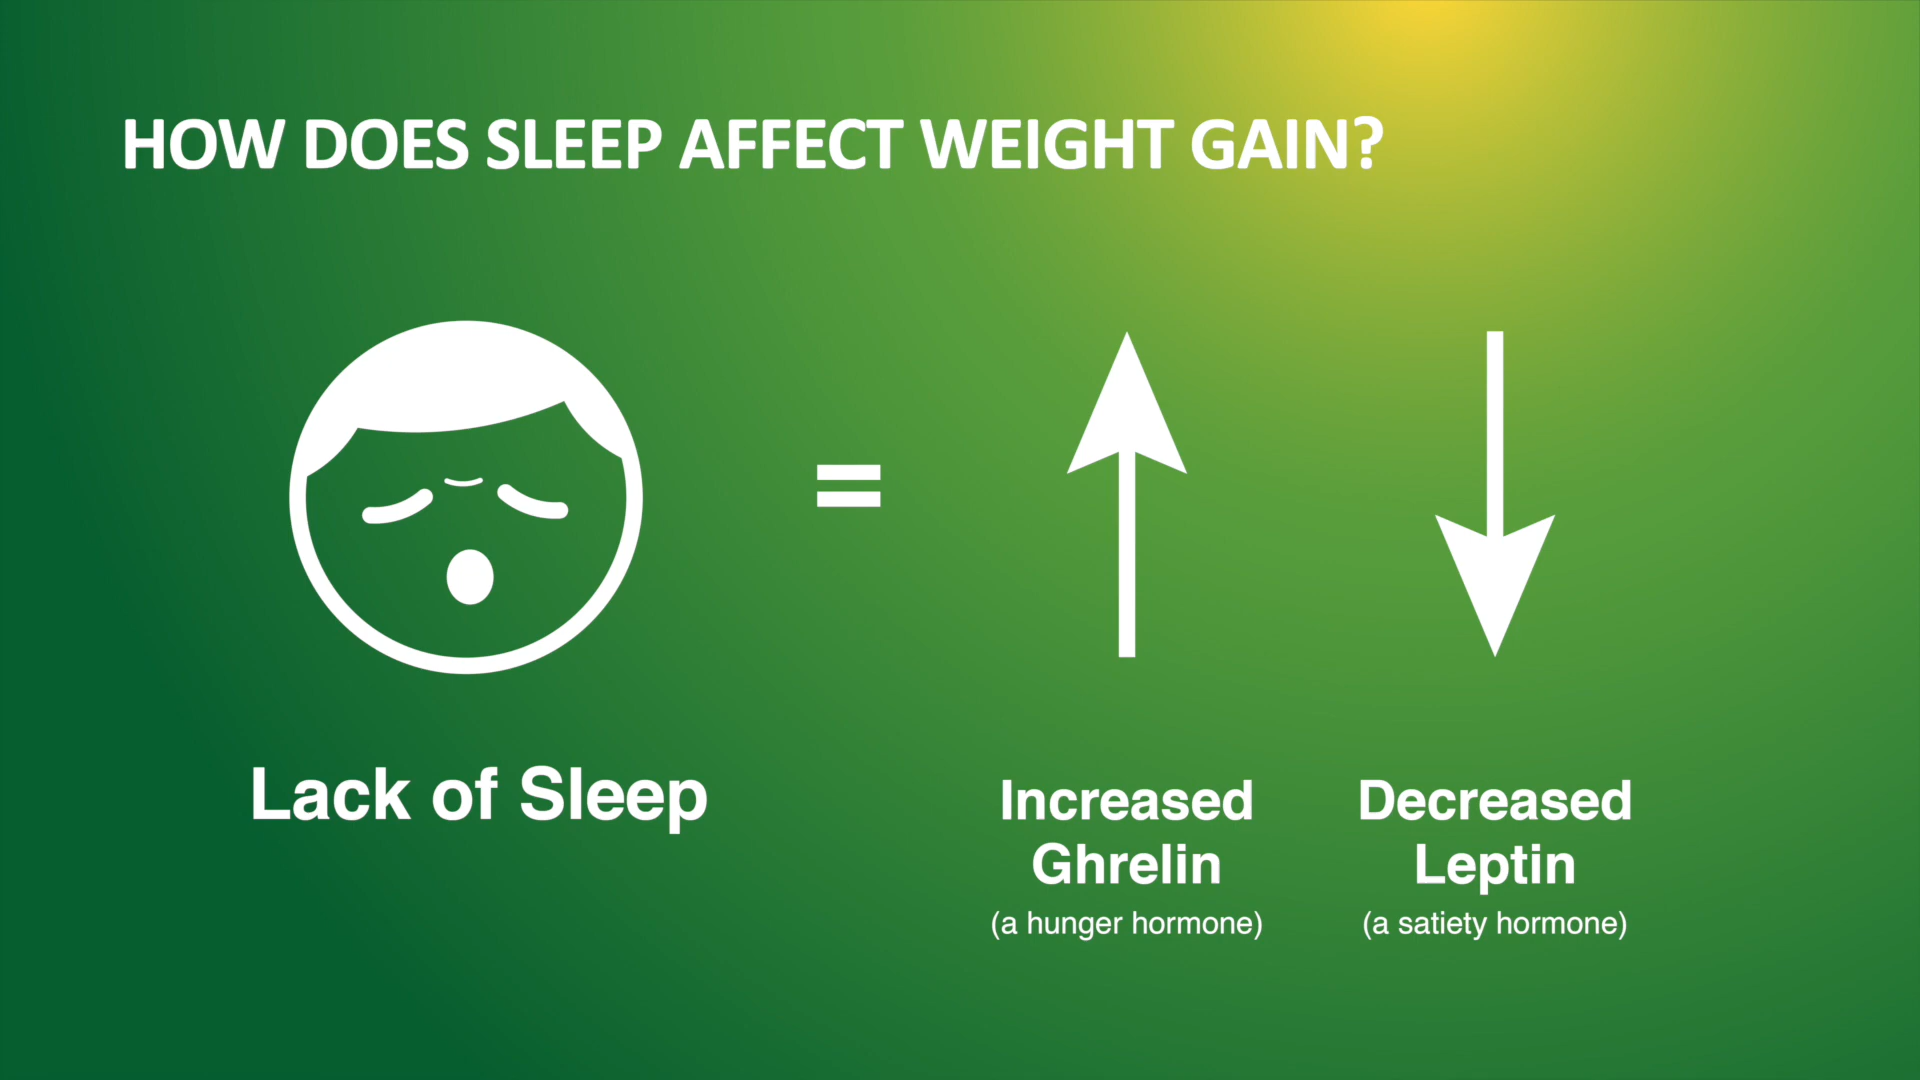 HOW DOES SLEEP AFFECT WEIGHT GAIN?
=
Lack of Sleep
Increased
Ghrelin
(a hunger hormone)
Decreased
Leptin
(a satiety hormone)